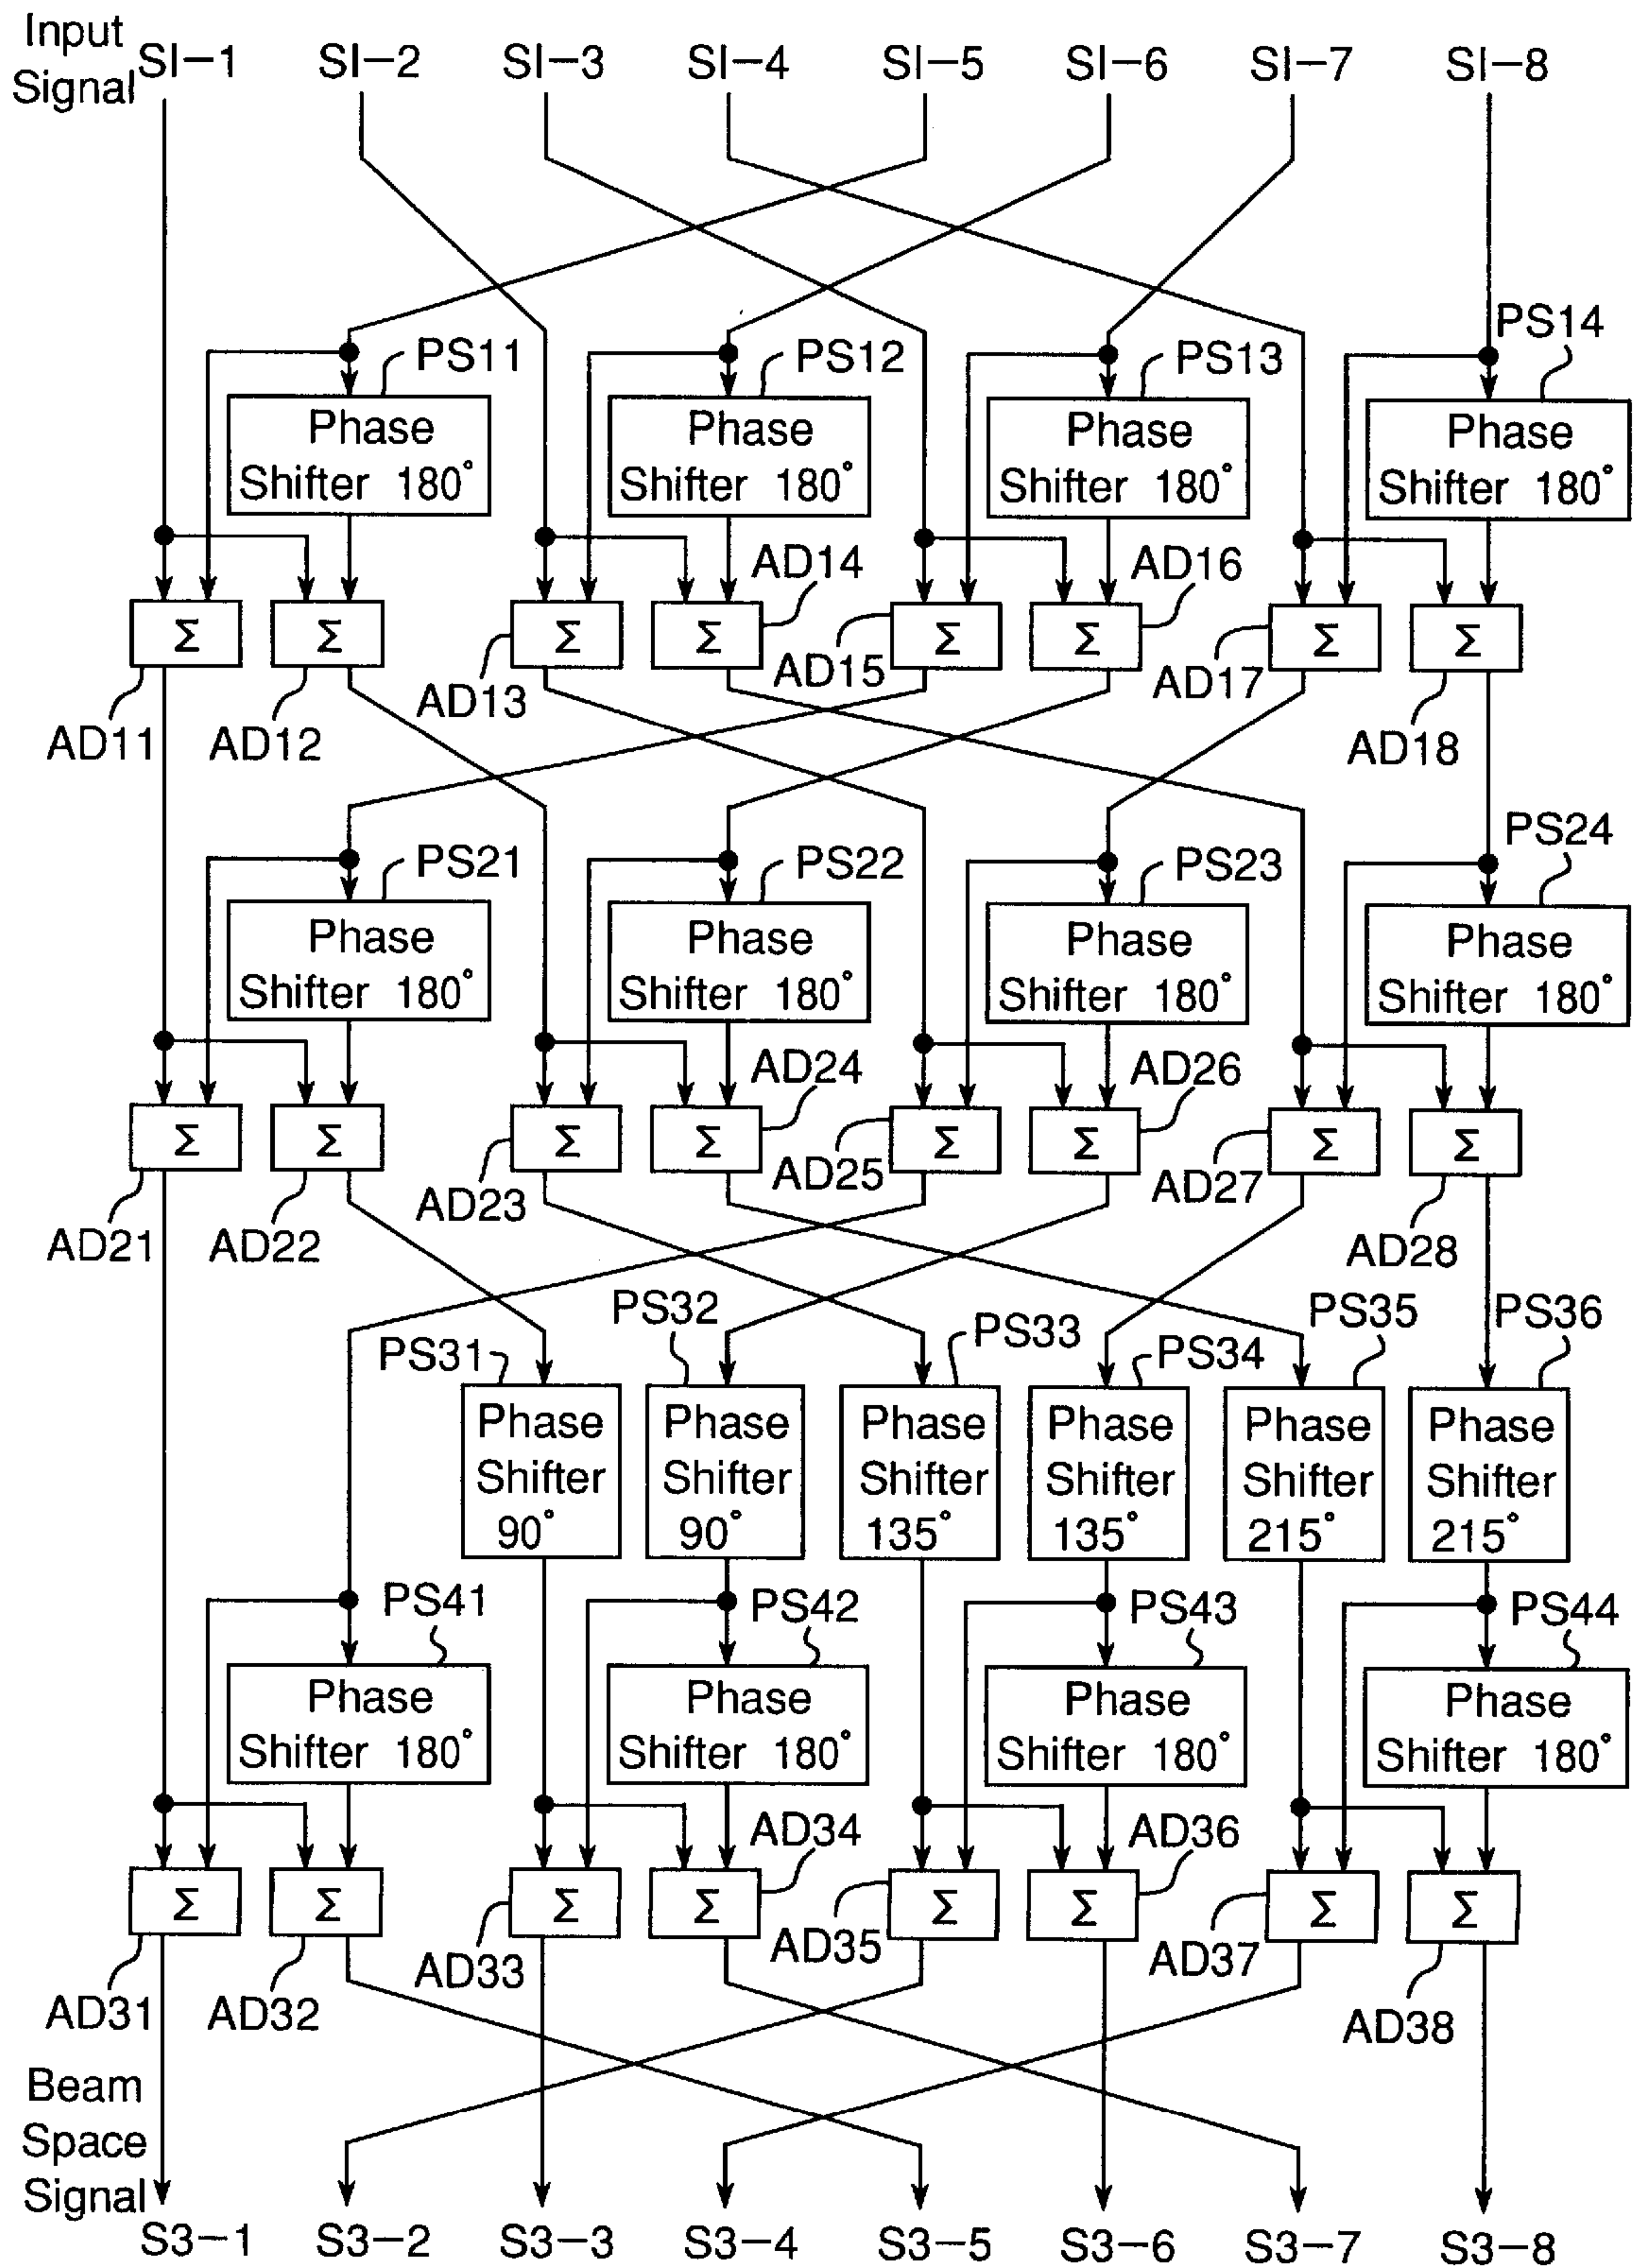 Input
Signal
SI-1 SI-2 SI-3 SI-4 SI-5 SI-6 SI-7 SI-8
PS11 PS12 PS13 PS14
Phase Phase Phase Phase
Shifter 180° Shifter 180° Shifter 180° Shifter 180°
AD14 AD16
Σ Σ Σ Σ Σ Σ Σ Σ
AD13 AD15 AD17
AD11 AD12 AD18
PS21 PS22 PS23 PS24
Phase Phase Phase Phase
Shifter 180° Shifter 180° Shifter 180° Shifter 180°
AD24 AD26
Σ Σ Σ Σ Σ Σ Σ Σ
AD23 AD25 AD27
AD21 AD22 AD28
PS31 PS32 PS33 PS34 PS35 PS36
Phase Phase Phase Phase Phase Phase
Shifter Shifter Shifter Shifter Shifter Shifter
90° 90° 135° 135° 215° 215°
PS41 PS42 PS43 PS44
Phase Phase Phase Phase
Shifter 180° Shifter 180° Shifter 180° Shifter 180°
AD34 AD36
Σ Σ Σ Σ Σ Σ Σ Σ
AD33 AD35 AD37
AD31 AD32 AD38
Beam
Space
Signal
S3-1 S3-2 S3-3 S3-4 S3-5 S3-6 S3-7 S3-8